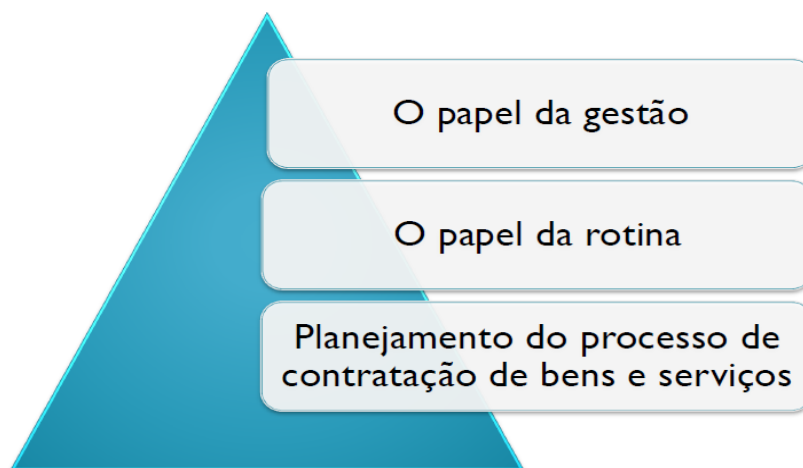 O papel da gestão
O papel da rotina
Planejamento do processo de
contratação de bens e serviços